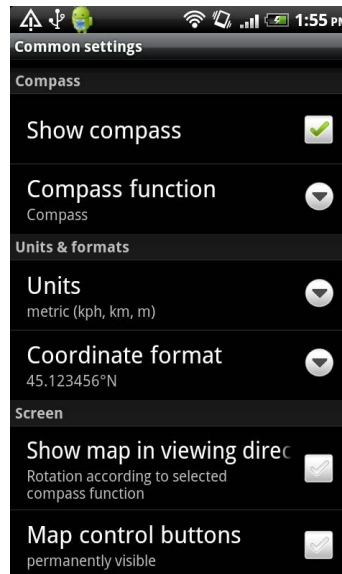 1:55 PM
Common settings
Compass
Show compass
Compass function
Compass
Units & formats
Units
metric (kph, km, m)
Coordinate format
45.123456°N
Screen
Show map in viewing direc
Rotation according to selected
compass function
Map control buttons
permanently visible